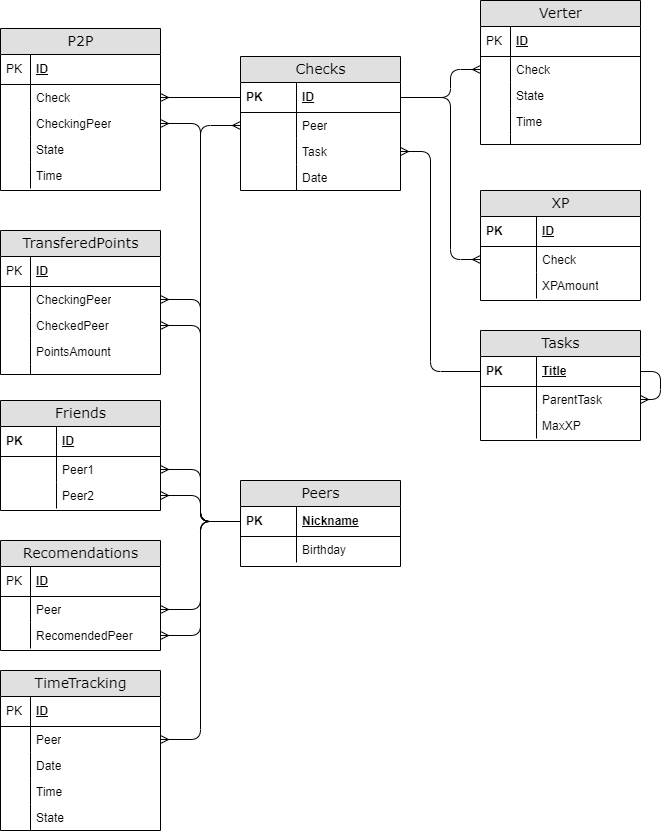 P2P
PK ID
Check
CheckingPeer
State
Time
Checks
PK ID
Peer
Task
Date
Verter
PK ID
Check
State
Time
XP
PK ID
Check
XPAmount
TransferedPoints
PK ID
CheckingPeer
CheckedPeer
PointsAmount
Tasks
PK Title
ParentTask
MaxXP
Friends
PK ID
Peer1
Peer2
Peers
PK Nickname
Birthday
Recomendations
PK ID
Peer
RecomendedPeer
TimeTracking
PK ID
Peer
Date
Time
State